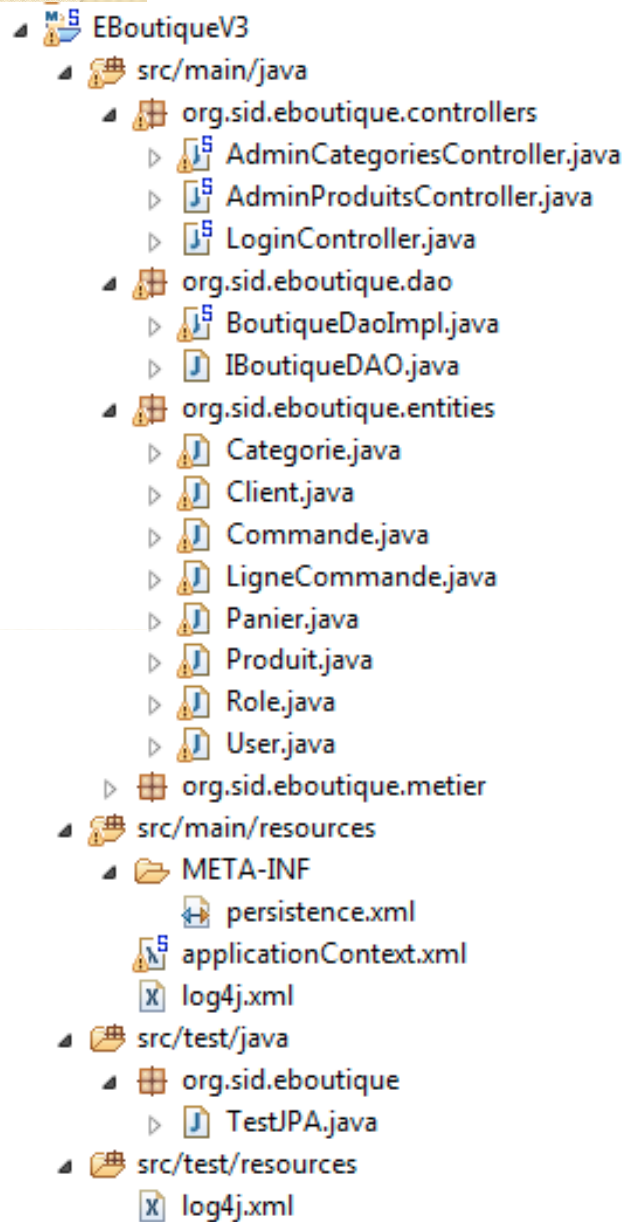 EBoutiqueV3
src/main/java
org.sid.eboutique.controllers
AdminCategoriesController.java
AdminProduitsController.java
LoginController.java
org.sid.eboutique.dao
BoutiqueDaoImpl.java
IBoutiqueDAO.java
org.sid.eboutique.entities
Categorie.java
Client.java
Commande.java
LigneCommande.java
Panier.java
Produit.java
Role.java
User.java
org.sid.eboutique.metier
src/main/resources
META-INF
persistence.xml
applicationContext.xml
log4j.xml
src/test/java
org.sid.eboutique
TestJPA.java
src/test/resources
log4j.xml